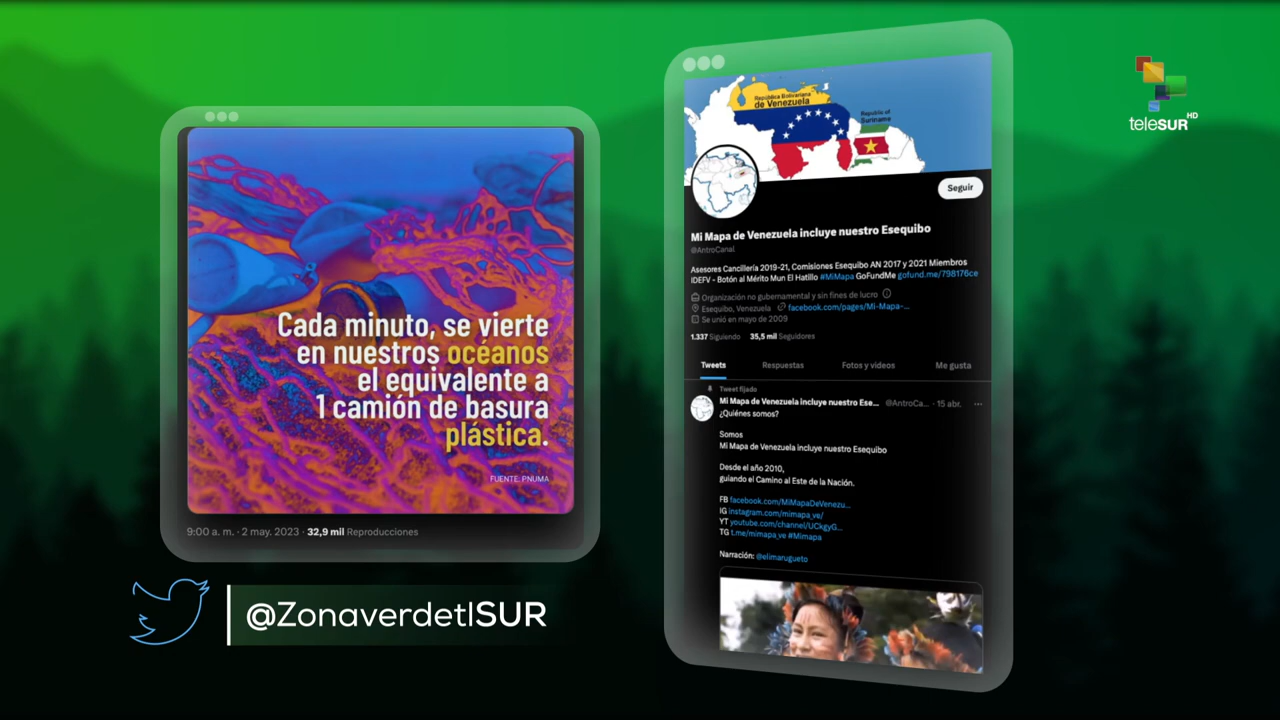 Cada minuto, se vierte
en nuestros océanos
el equivalente a
1 camión de basura
plástica.
FUENTE: PNUMA
9:00 a. m. · 2 may. 2023 · 32,9 mil Reproducciones
@ZonaverdetlSUR
República Bolivariana
de Venezuela
Republic of
Suriname
Seguir
Mi Mapa de Venezuela incluye nuestro Esequibo
@AntroCanal
Asesores Cancillería 2019-21, Comisiones Esequibo AN 2017 y 2021 Miembros
IDEFV - Botón al Mérito Mun El Hatillo #MiMapa GoFundMe gofund.me/798176ce
Organización no gubernamental y sin fines de lucro
Esequibo, Venezuela facebook.com/pages/Mi-Mapa-...
Se unió en mayo de 2009
1.337 Siguiendo 35,5 mil Seguidores
Tweets Respuestas Fotos y videos Me gusta
Tweet fijado
Mi Mapa de Venezuela incluye nuestro Ese... @AntroCa... · 15 abr. ...
¿Quiénes somos?
Somos
Mi Mapa de Venezuela incluye nuestro Esequibo
Desde el año 2010,
guiando el Camino al Este de la Nación.
FB facebook.com/MiMapaDeVenezu...
IG instagram.com/mimapa_ve/
YT youtube.com/channel/UCkgyG...
TG t.me/mimapa_ve #Mimapa
Narración: @elimarugueto
teleSUR HD